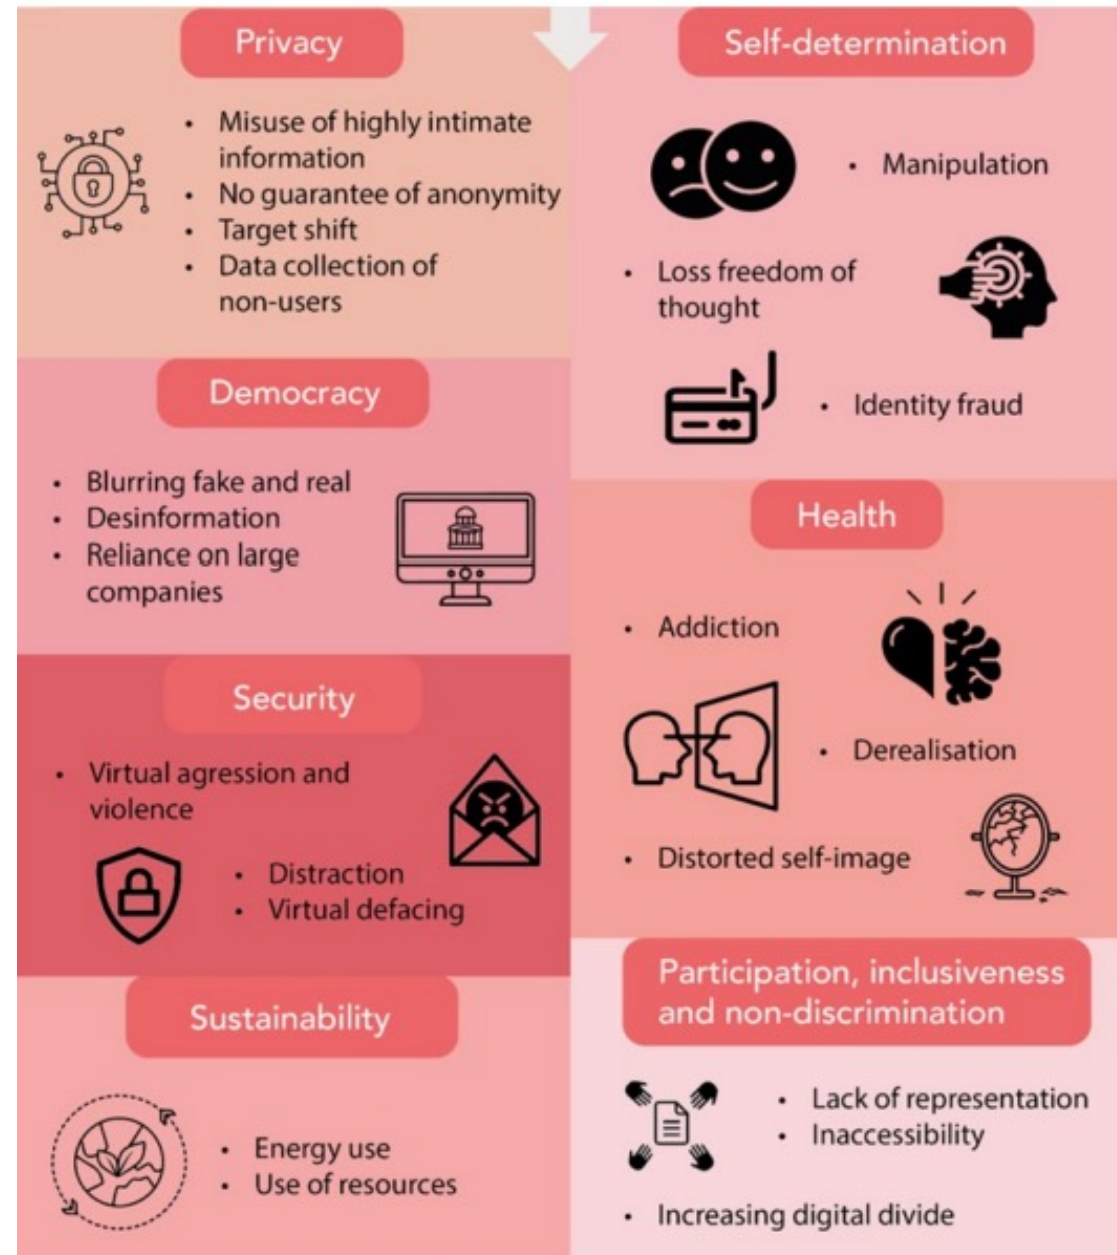 Privacy
• Misuse of highly intimate
information
• No guarantee of anonymity
• Target shift
• Data collection of
non-users
Democracy
• Blurring fake and real
• Desinformation
• Reliance on large
companies
Security
• Virtual agression and
violence
• Distraction
• Virtual defacing
Sustainability
• Energy use
• Use of resources
Self-determination
• Manipulation
• Loss freedom of
thought
• Identity fraud
Health
• Addiction
• Derealisation
• Distorted self-image
Participation, inclusiveness
and non-discrimination
• Lack of representation
• Inaccessibility
• Increasing digital divide